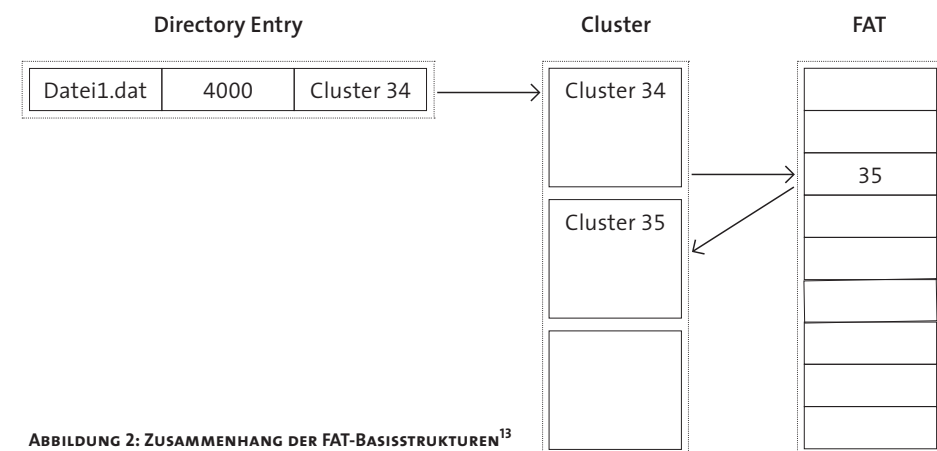 Directory Entry
Cluster
FAT
Datei1.dat
4000
Cluster 34
Cluster 34
35
Cluster 35
ABBILDUNG 2: ZUSAMMENHANG DER FAT-BASISSTRUKTUREN13